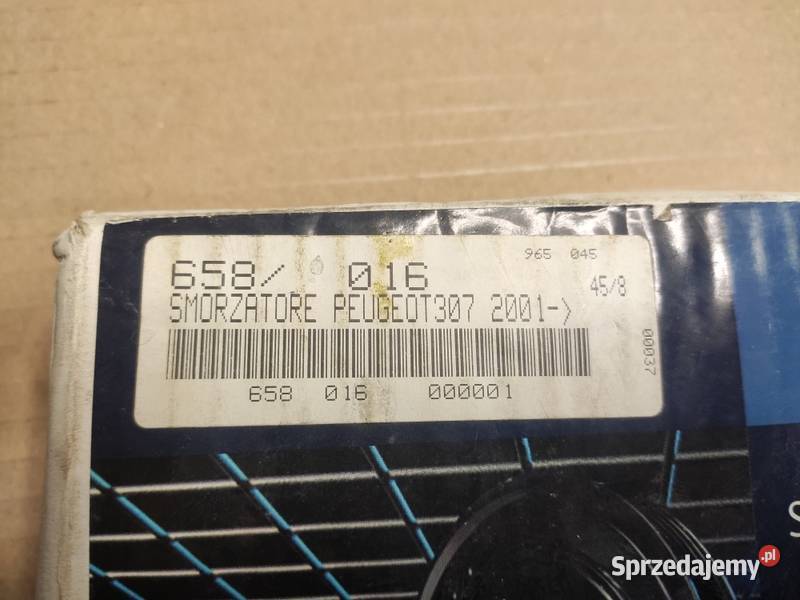 965 045
658/ 016
45/8
SMORZATORE PEUGEOT307 2001->
00037
658 016 000001
S
Sprzedajemy.pl